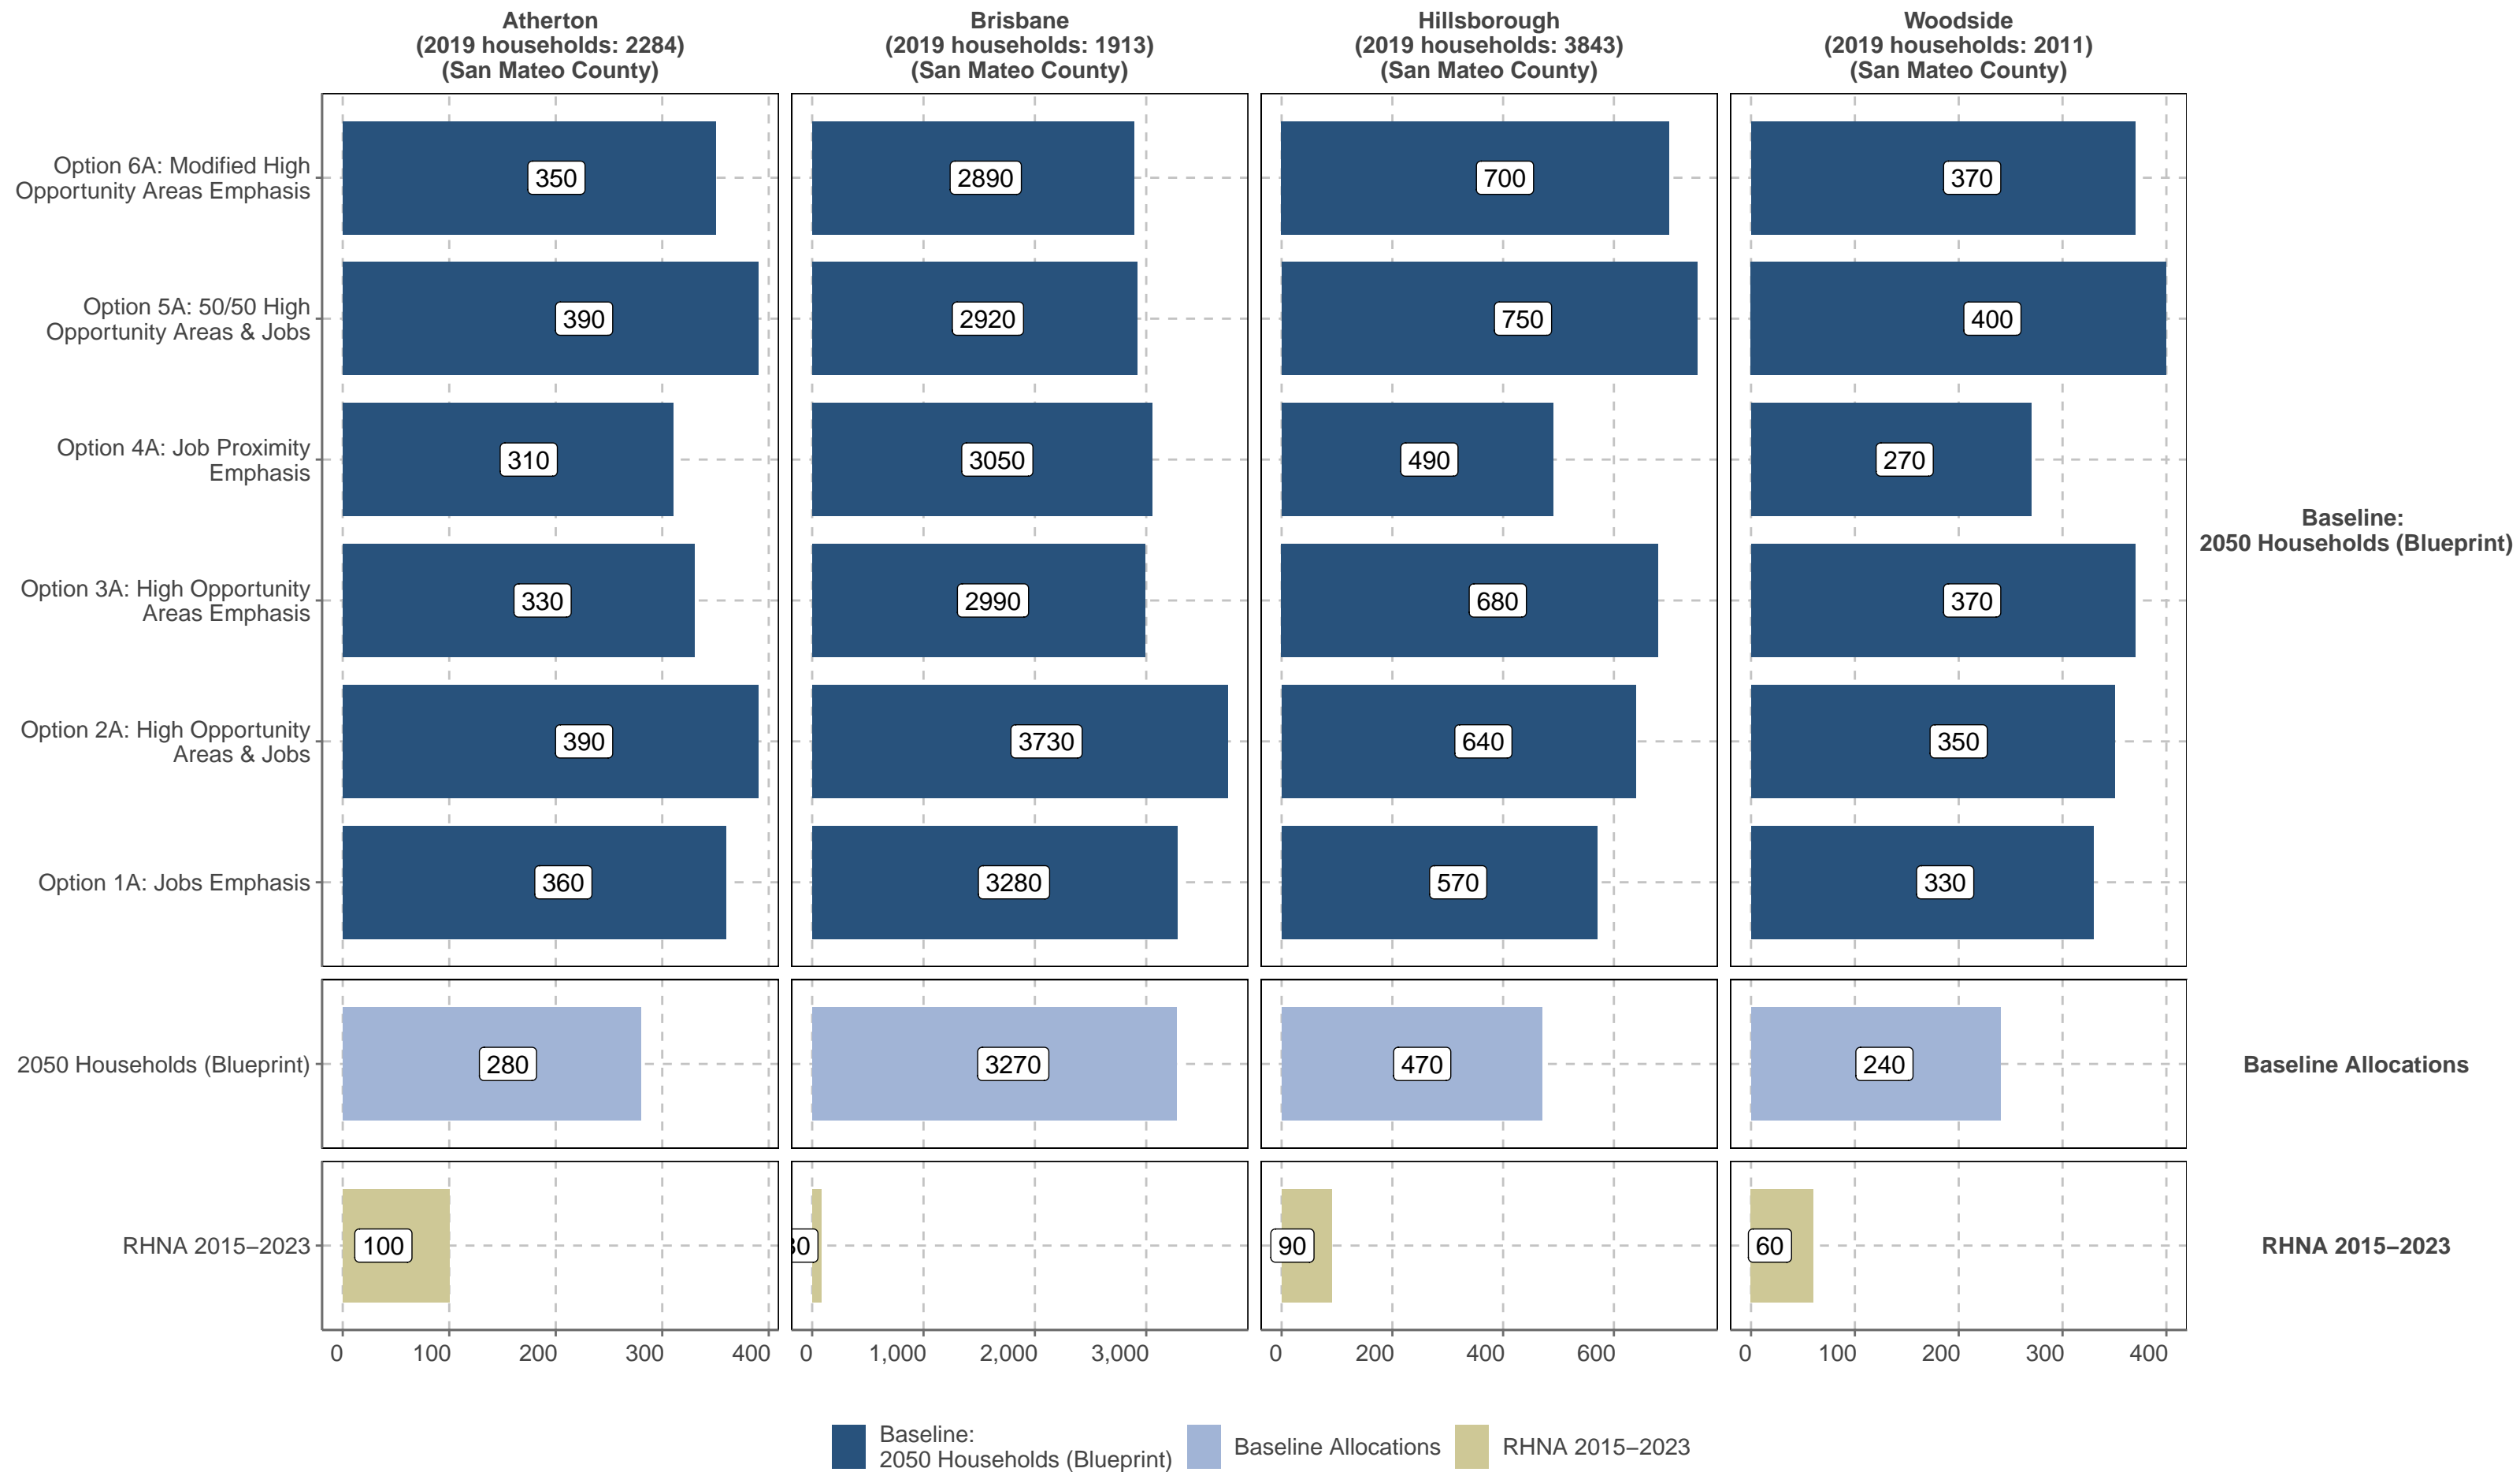 Atherton
(2019 households: 2284)
(San Mateo County)
Brisbane
(2019 households: 1913)
(San Mateo County)
Hillsborough
(2019 households: 3843)
(San Mateo County)
Woodside
(2019 households: 2011)
(San Mateo County)
Option 6A: Modified High
Opportunity Areas Emphasis
350
2890
700
370
Option 5A: 50/50 High
Opportunity Areas & Jobs
390
2920
750
400
Option 4A: Job Proximity
Emphasis
310
3050
490
270
Baseline:
2050 Households (Blueprint)
Option 3A: High Opportunity
Areas Emphasis
330
2990
680
370
Option 2A: High Opportunity
Areas & Jobs
390
3730
640
350
Option 1A: Jobs Emphasis
360
3280
570
330
2050 Households (Blueprint)
280
3270
470
240
Baseline Allocations
RHNA 2015–2023
100
90
60
RHNA 2015–2023
0 100 200 300 400
0 1,000 2,000 3,000
0 200 400 600
0 100 200 300 400
Baseline:
2050 Households (Blueprint)
Baseline Allocations
RHNA 2015–2023